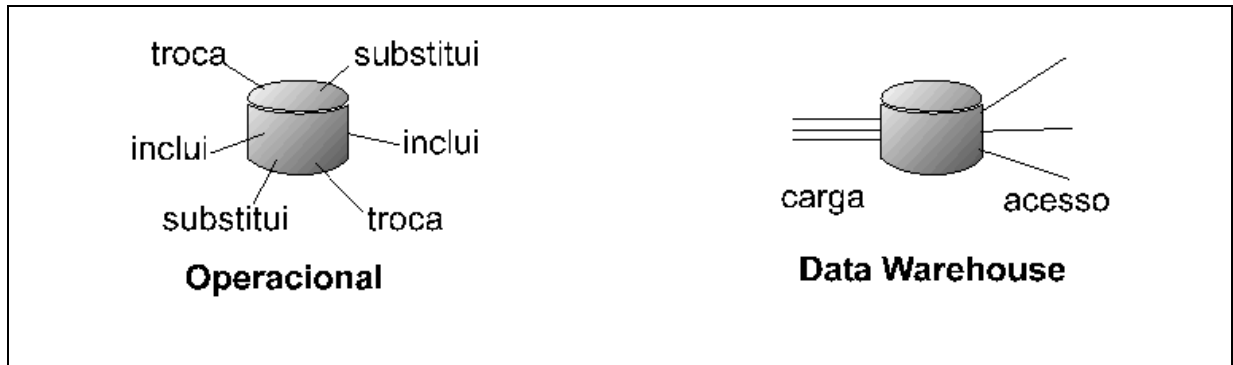 troca substitui
inclui inclui
substitui troca
Operacional
carga acesso
Data Warehouse